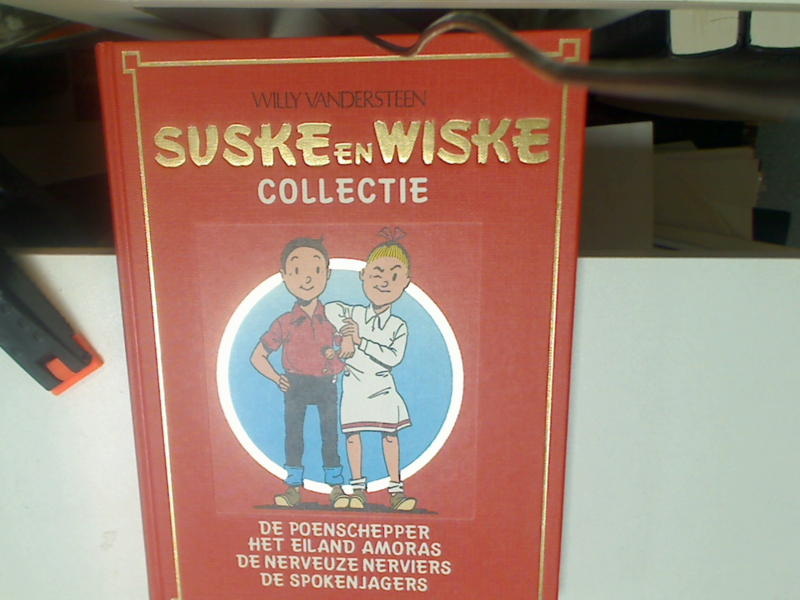 WILLY VANDERSTEEN
SUSKE EN WISKE
COLLECTIE
DE POENSCHEPPER
HET EILAND AMORAS
DE NERVEUZE NERVIERS
DE SPOKENJAGERS